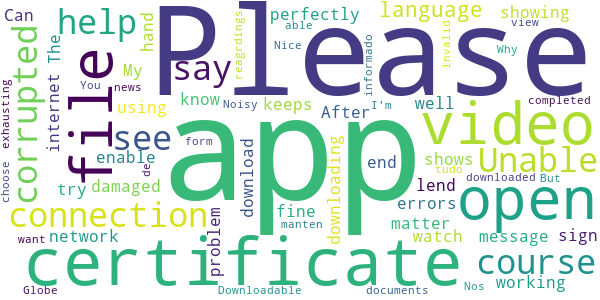 Please
app
certificate
file
video
open
help
say
see
corrupted
connection
Unable
course
language
showing
perfectly
able
Nice
view
Why
Can
hand
The
internet
My
You
news
Noisy
reagrdings
informado
invalid
know
using
keeps
After
I'm
well
completed
exhausting
choose
enable
try
damaged
form
de
download
downloading
end
shows
downloaded
But
tudo
lend
errors
fine
manten
matter
watch
message
sign
network
problem
want
Globe
Downloadable
documents
Nos
working